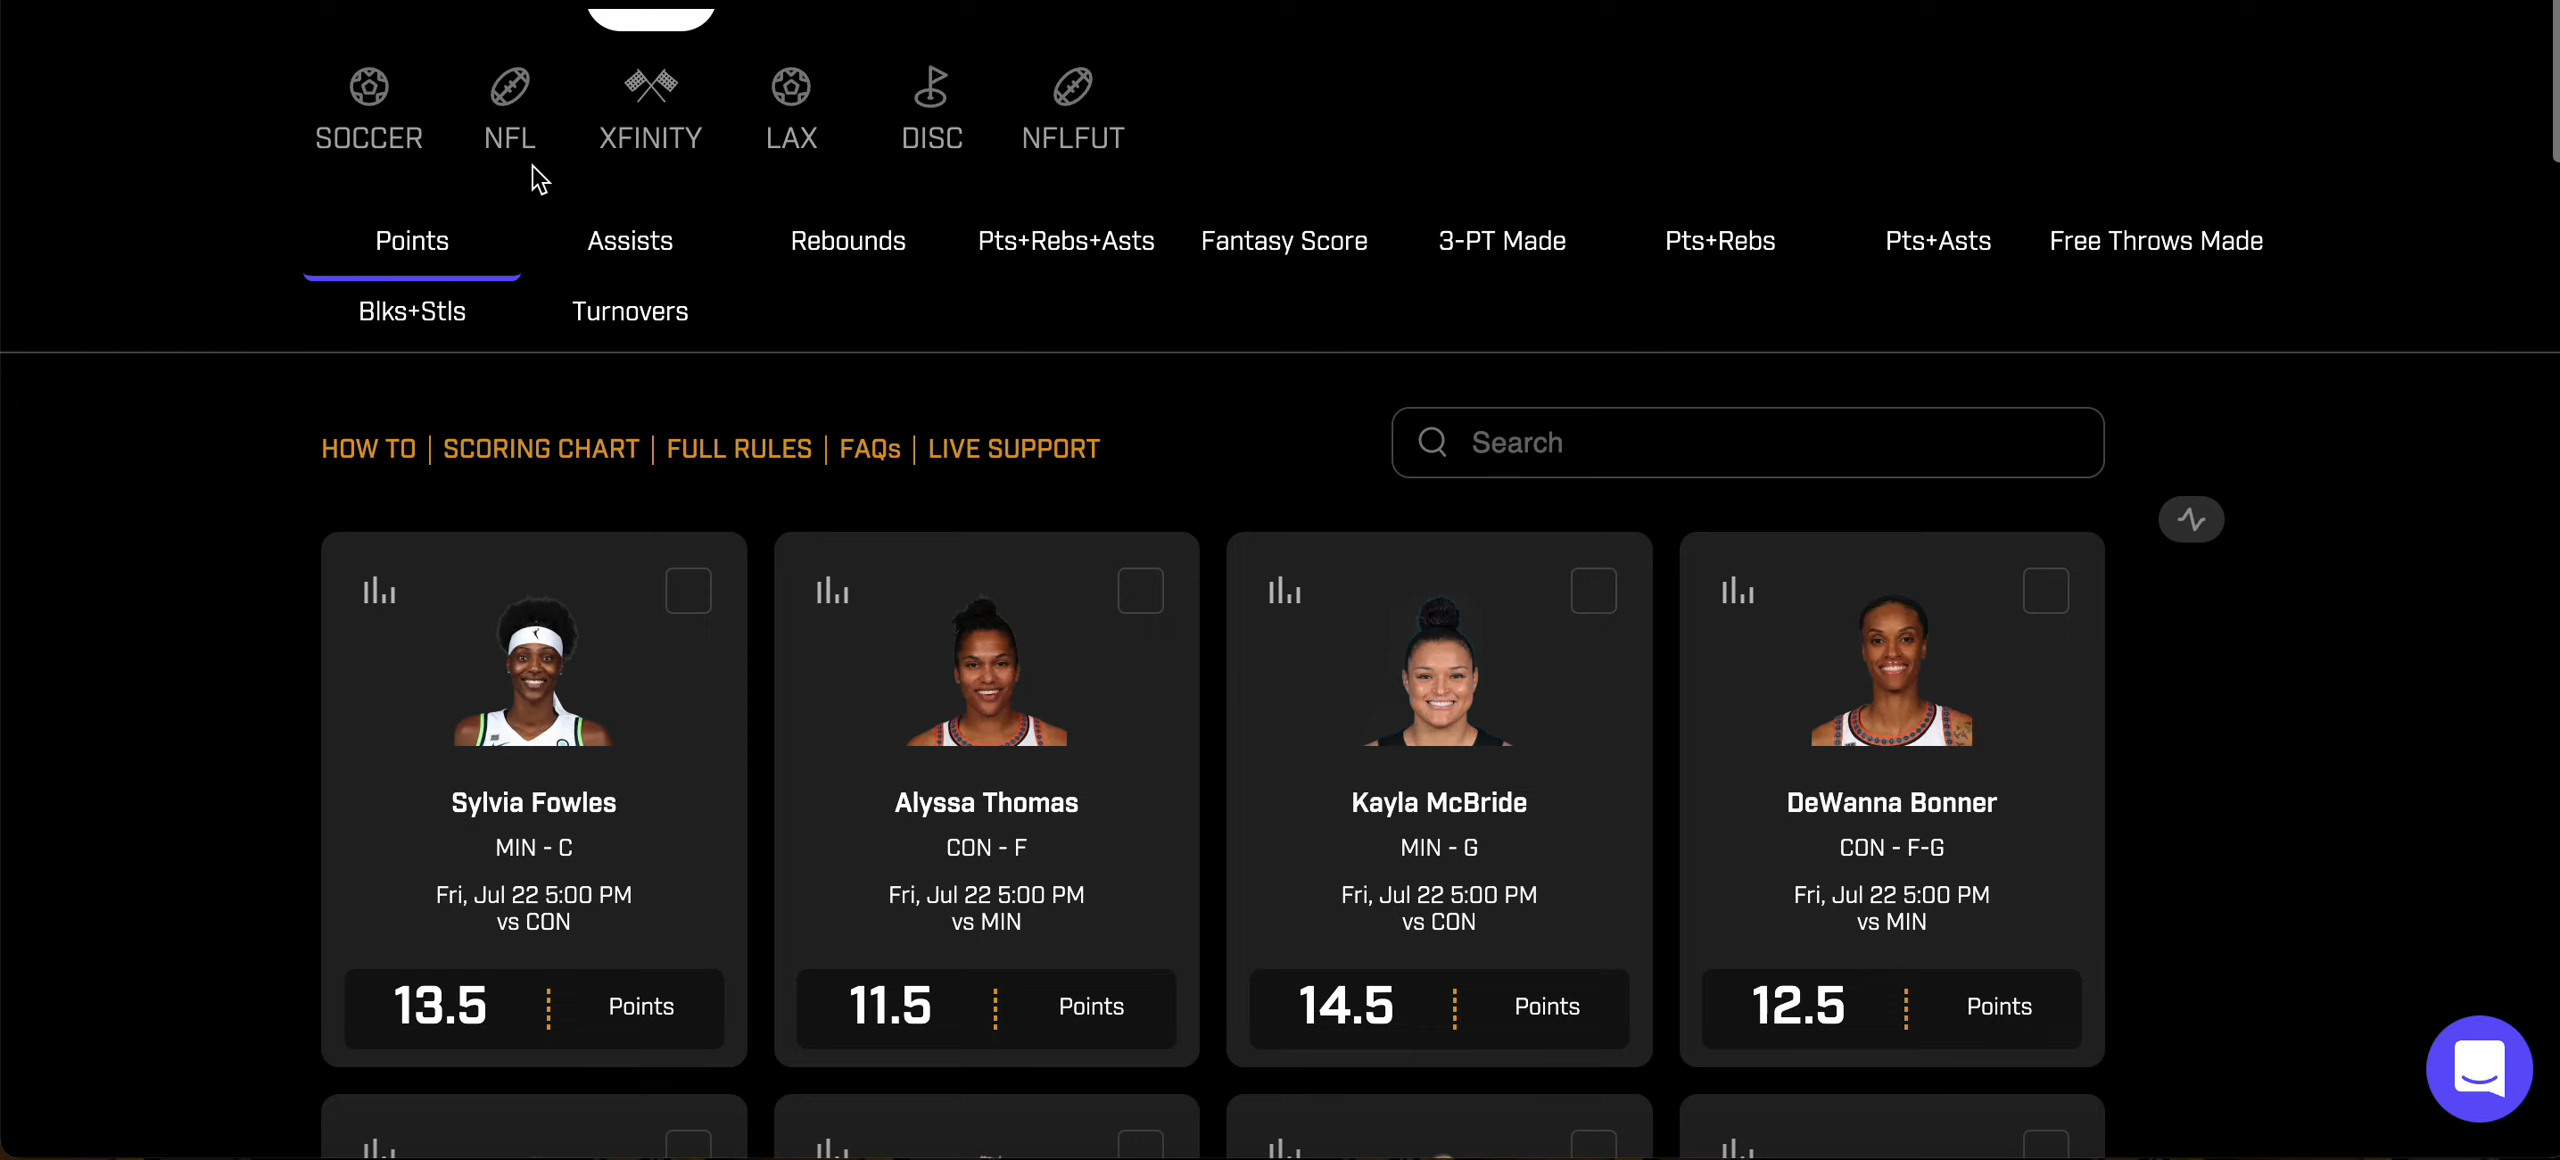 SOCCER NFL XFINITY LAX DISC NFLFUT
Points Assists Rebounds Pts+Rebs+Asts Fantasy Score 3-PT Made Pts+Rebs Pts+Asts Free Throws Made
Blks+Stls Turnovers
HOW TO | SCORING CHART | FULL RULES | FAQs | LIVE SUPPORT
Search
Sylvia Fowles
MIN - C
Fri, Jul 22 5:00 PM
vs CON
13.5 Points
Alyssa Thomas
CON - F
Fri, Jul 22 5:00 PM
vs MIN
11.5 Points
Kayla McBride
MIN - G
Fri, Jul 22 5:00 PM
vs CON
14.5 Points
DeWanna Bonner
CON - F-G
Fri, Jul 22 5:00 PM
vs MIN
12.5 Points